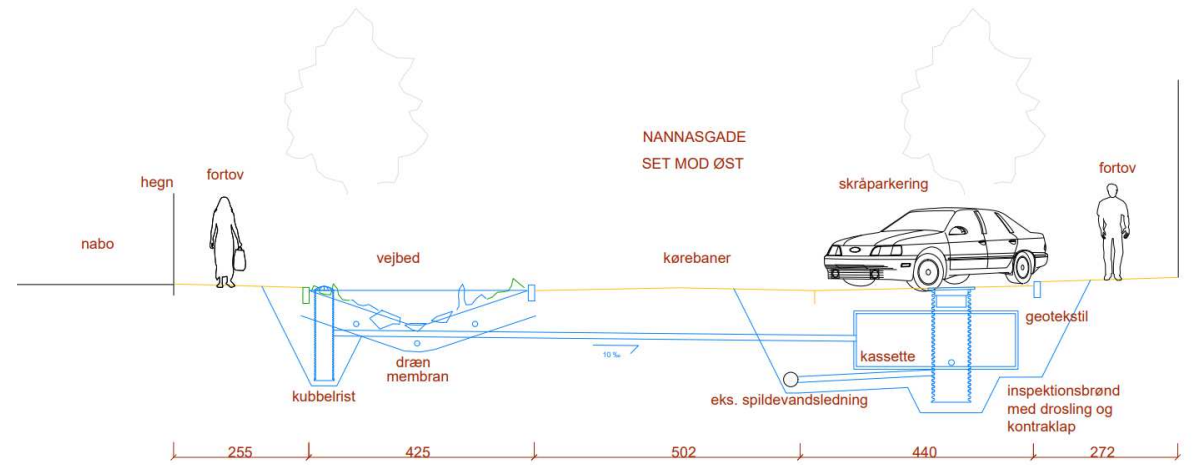 NANNASGADE
SET MOD ØST
hegn
fortov
skråparkering
fortov
nabo
vejbed
kørebaner
geotekstil
dræn
membran
kassette
kubbelrist
10 ‰
eks. spildevandsledning
inspektionsbrønd
med drosling og
kontraklap
255
425
502
440
272